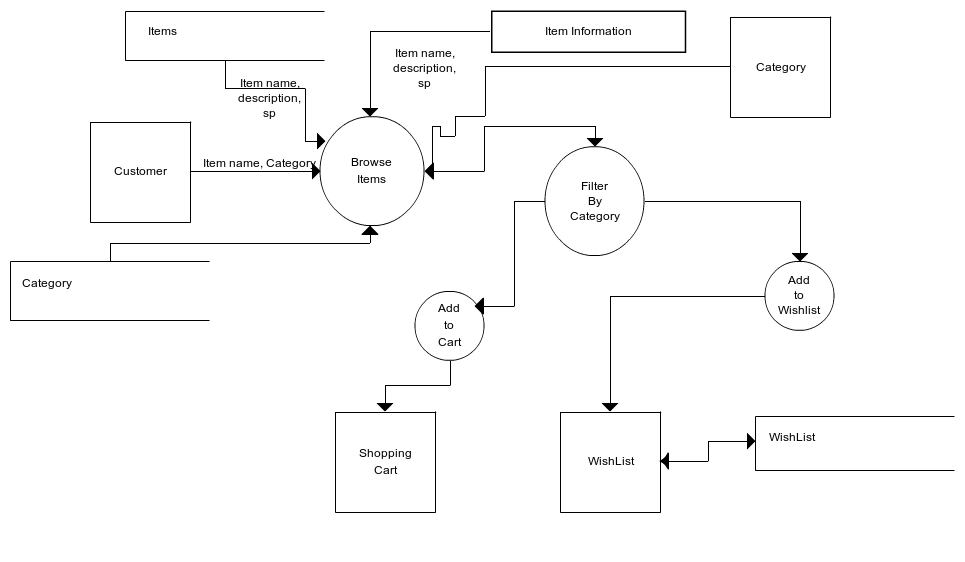 Items
Item Information
Item name,
description,
sp
Category
Item name,
description,
sp
Customer
Item name, Category
Browse
Items
Filter
By
Category
Category
Add
to
Wishlist
Add
to
Cart
Shopping
Cart
WishList
WishList